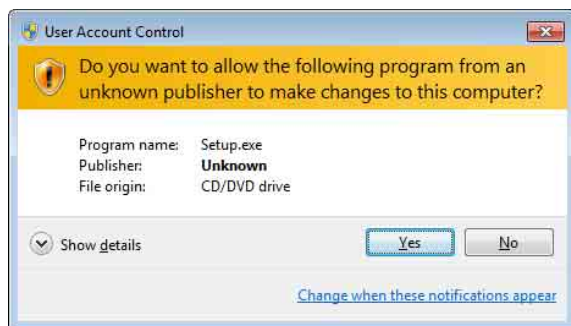 User Account Control
Do you want to allow the following program from an
unknown publisher to make changes to this computer?
Program name: Setup.exe
Publisher: Unknown
File origin: CD/DVD drive
Show details Yes No
Change when these notifications appear